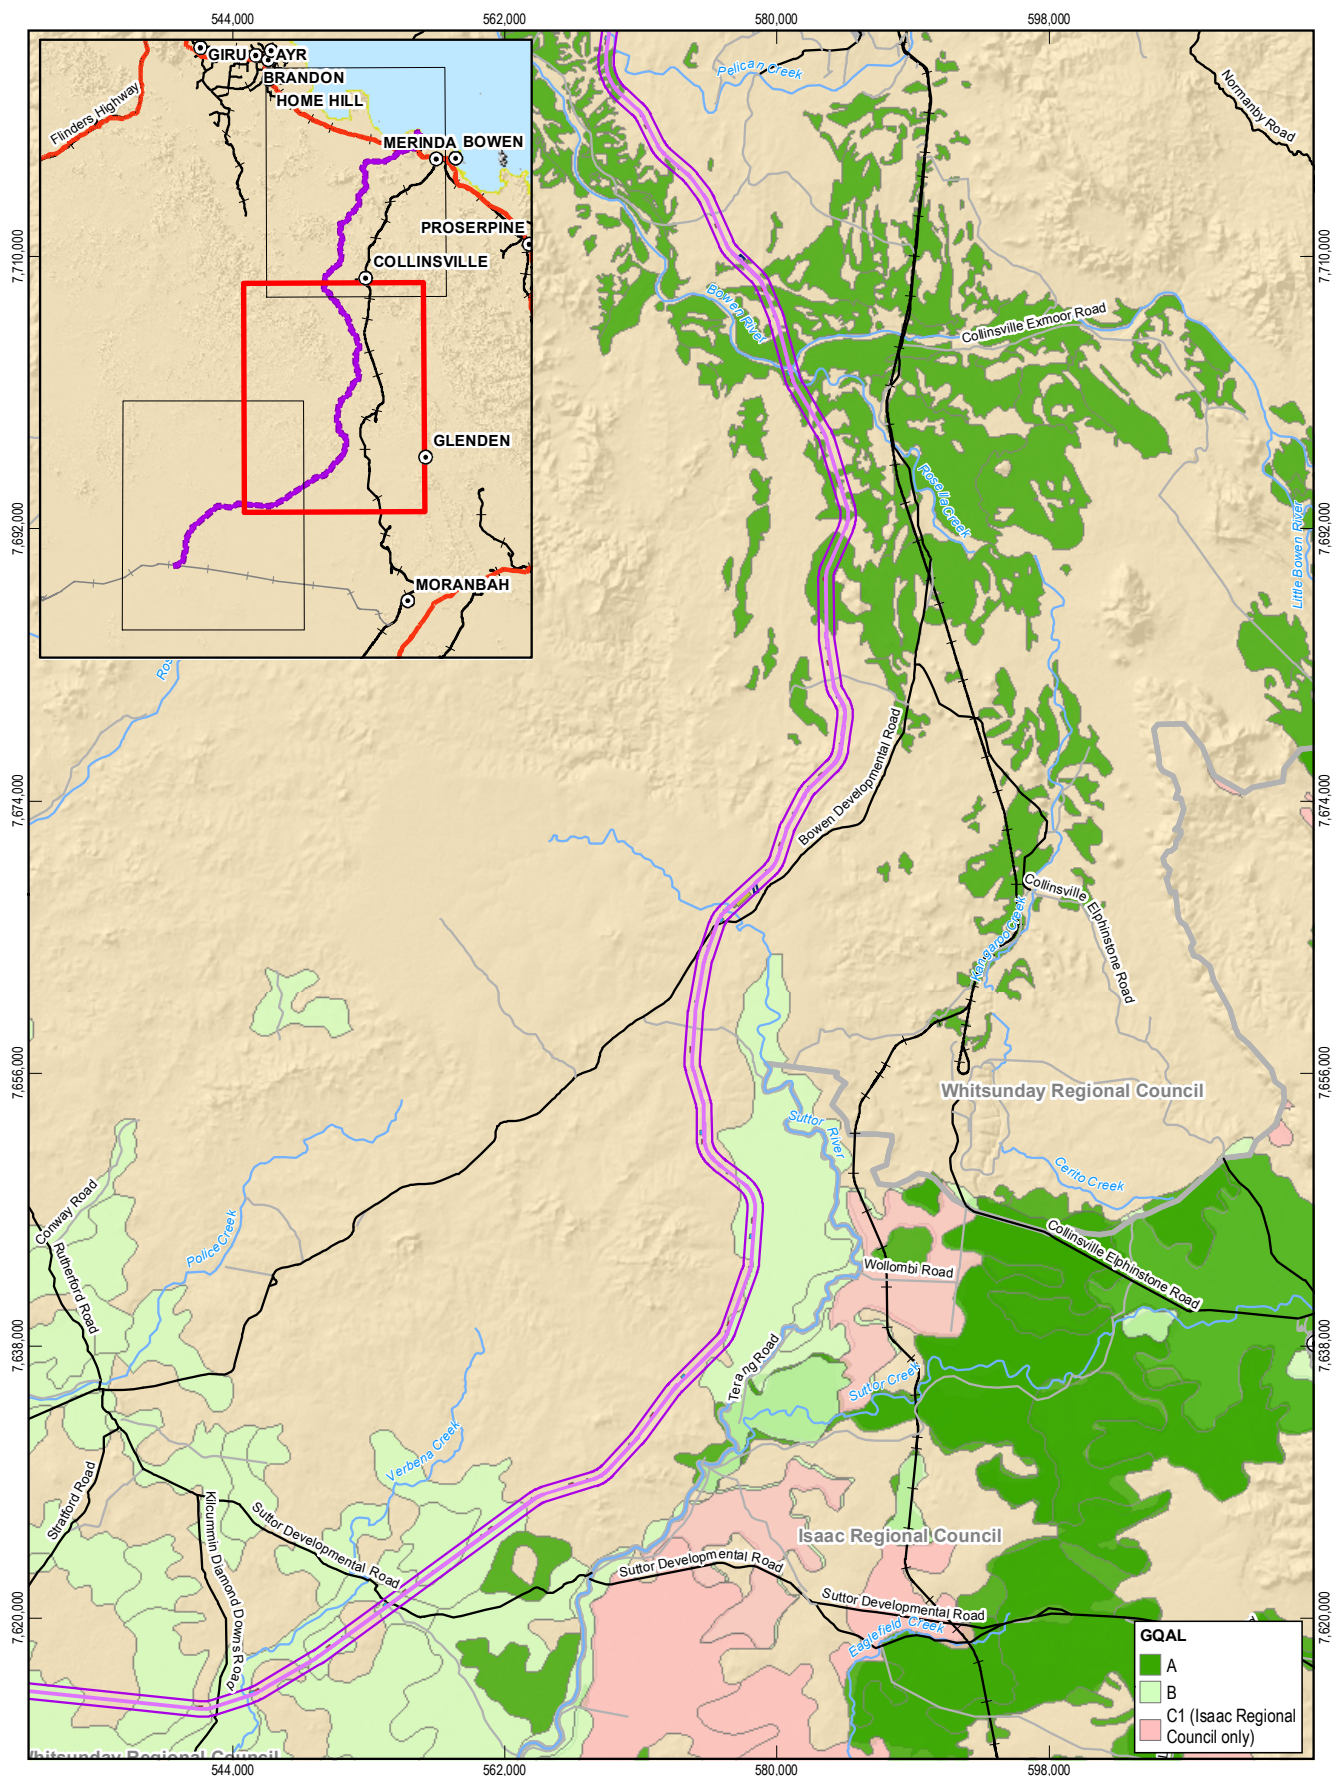 544,000
562,000
580,000
598,000
GIRU
AYR
BRANDON
HOME HILL
Flinders Highway
MERINDA
BOWEN
PROSERPINE
COLLINSVILLE
GLENDEN
MORANBAH
Pelican Creek
Normanby Road
7,710,000
7,710,000
Bowen River
Collinsville Exmoor Road
Rosella Creek
Little Bowen River
7,692,000
7,692,000
Ros
Bowen Developmental Road
7,674,000
7,674,000
Collinsville Elphinstone Road
Kangaroo Creek
7,656,000
7,656,000
Whitsunday Regional Council
Suttor River
Cerito Creek
Conway Road
Police Creek
Rutherford Road
Collinsville Elphinstone Road
Wollombi Road
7,638,000
7,638,000
Terang Road
Suttor Creek
Verbena Creek
Stratford Road
Kilcummin Diamond Downs Road
Suttor Developmental Road
Isaac Regional Council
Suttor Developmental Road
Suttor Developmental Road
Eaglefield Creek
7,620,000
7,620,000
GQAL
A
B
C1 (Isaac Regional
Council only)
Whitsunday Regional Council
544,000
562,000
580,000
598,000